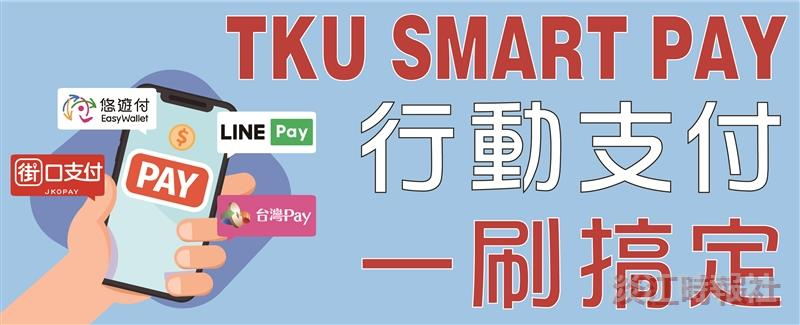 TKU SMART PAY
行動支付
一刷搞定
悠遊付
EasyWallet
LINE Pay
街口支付
JKOPAY
PAY
台灣Pay
淡江時報社